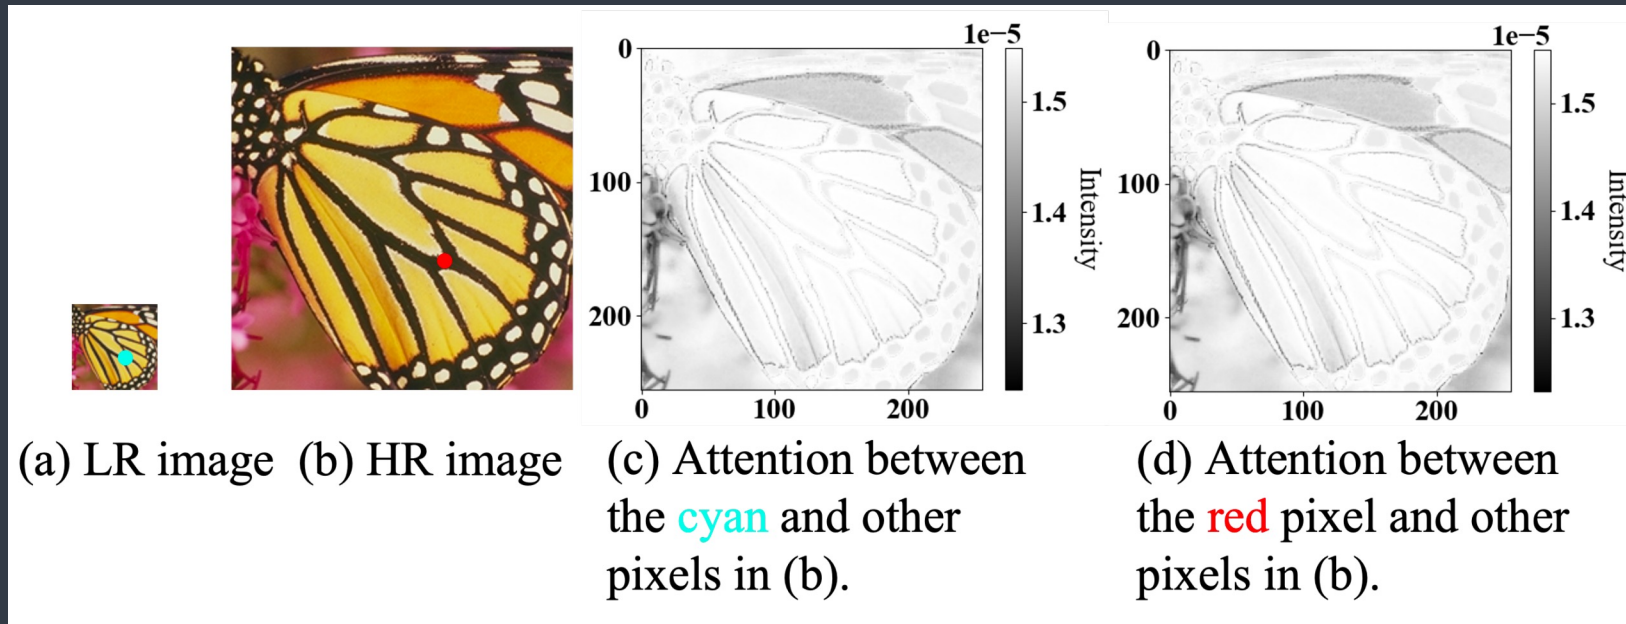 1e−5
1e−5
0
0
1.5
1.5
100
100
1.4
1.4
Intensity
Intensity
200
200
1.3
1.3
0
100
200
0
100
200
(a) LR image
(b) HR image
(c) Attention between
the cyan and other
pixels in (b).
(d) Attention between
the red pixel and other
pixels in (b).